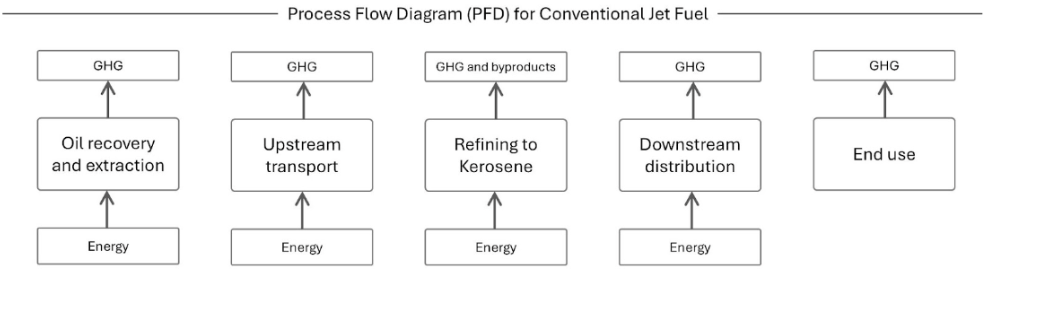 Process Flow Diagram (PFD) for Conventional Jet Fuel
GHG
GHG
GHG and byproducts
GHG
GHG
Oil recovery
and extraction
Upstream
transport
Refining to
Kerosene
Downstream
distribution
End use
Energy
Energy
Energy
Energy